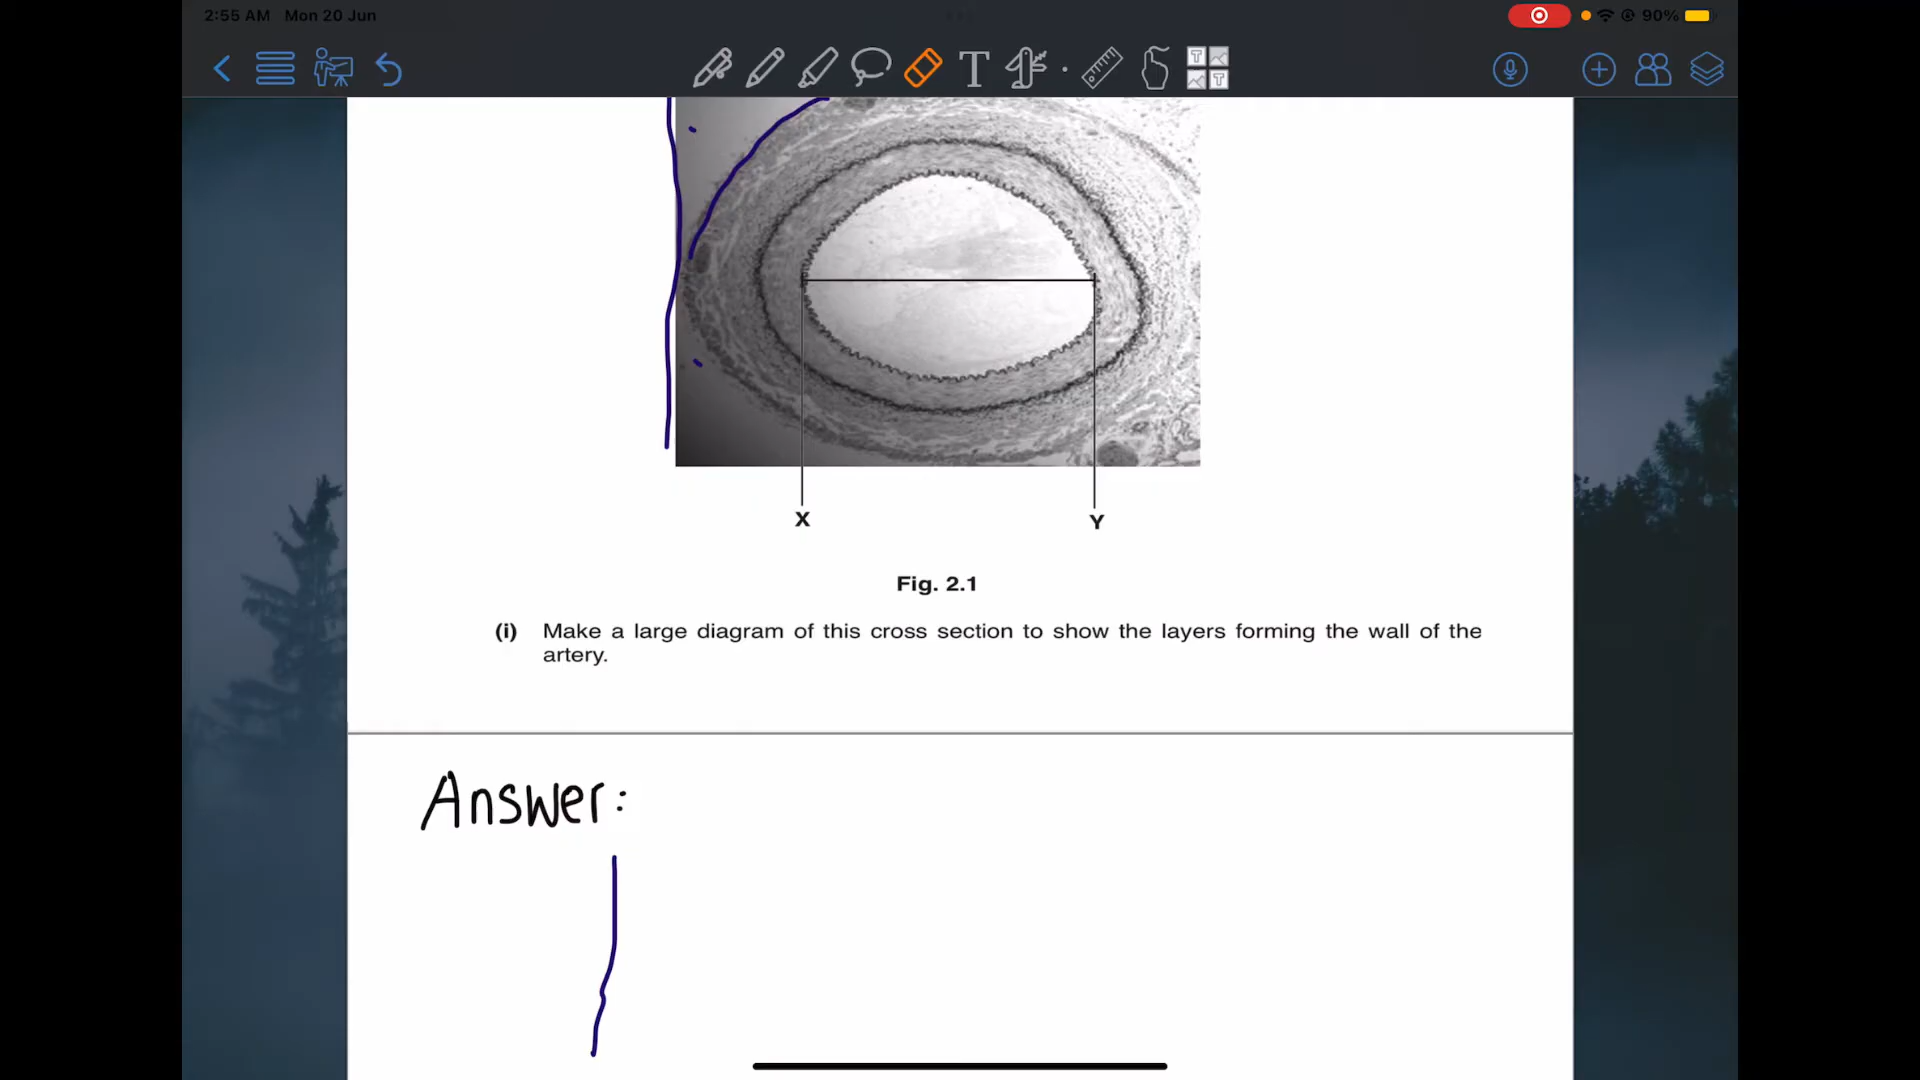 2:55 AM Mon 20 Jun
90%
T
T
T
X
Y
Fig. 2.1
(i) Make a large diagram of this cross section to show the layers forming the wall of the
artery.
Answer: